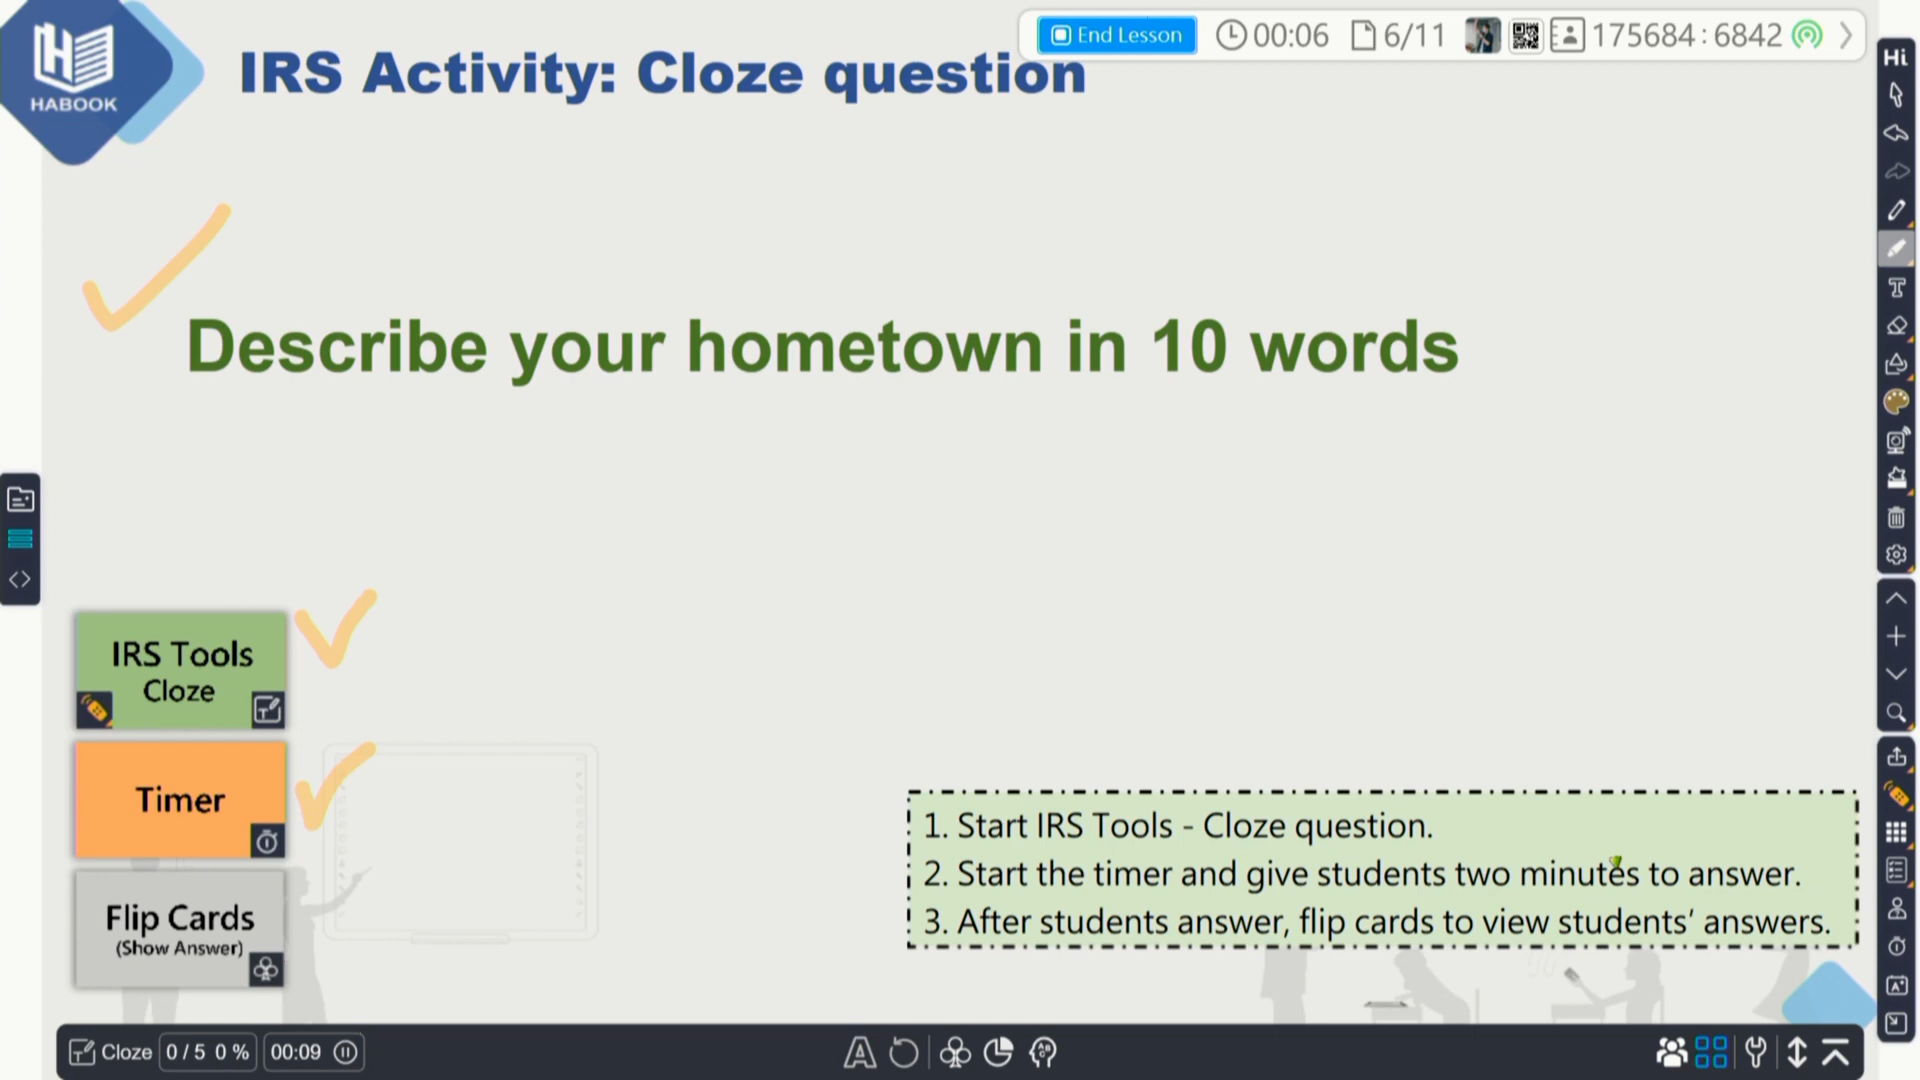 End Lesson 00:06 6/11 175684:6842
HABOOK
IRS Activity: Cloze question
Hi
Describe your hometown in 10 words
IRS Tools
Cloze
Timer
Flip Cards
(Show Answer)
1. Start IRS Tools - Cloze question.
2. Start the timer and give students two minutes to answer.
3. After students answer, flip cards to view students' answers.
Cloze 0 / 5 0 % 00:09